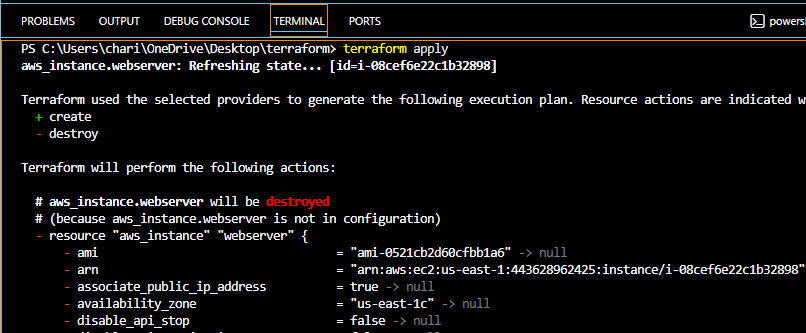 PROBLEMS OUTPUT DEBUG CONSOLE TERMINAL PORTS
PS C:\Users\chari\OneDrive\Desktop\terraform> terraform apply
aws_instance.webserver: Refreshing state... [id=i-08cef6e22c1b32898]
Terraform used the selected providers to generate the following execution plan. Resource actions are indicated w
+ create
- destroy
Terraform will perform the following actions:
# aws_instance.webserver will be destroyed
# (because aws_instance.webserver is not in configuration)
- resource "aws_instance" "webserver" {
- ami = "ami-0521cb2d60cfbb1a6" -> null
- arn = "arn:aws:ec2:us-east-1:443628962425:instance/i-08cef6e22c1b32898"
- associate_public_ip_address = true -> null
- availability_zone = "us-east-1c" -> null
- disable_api_stop = false -> null